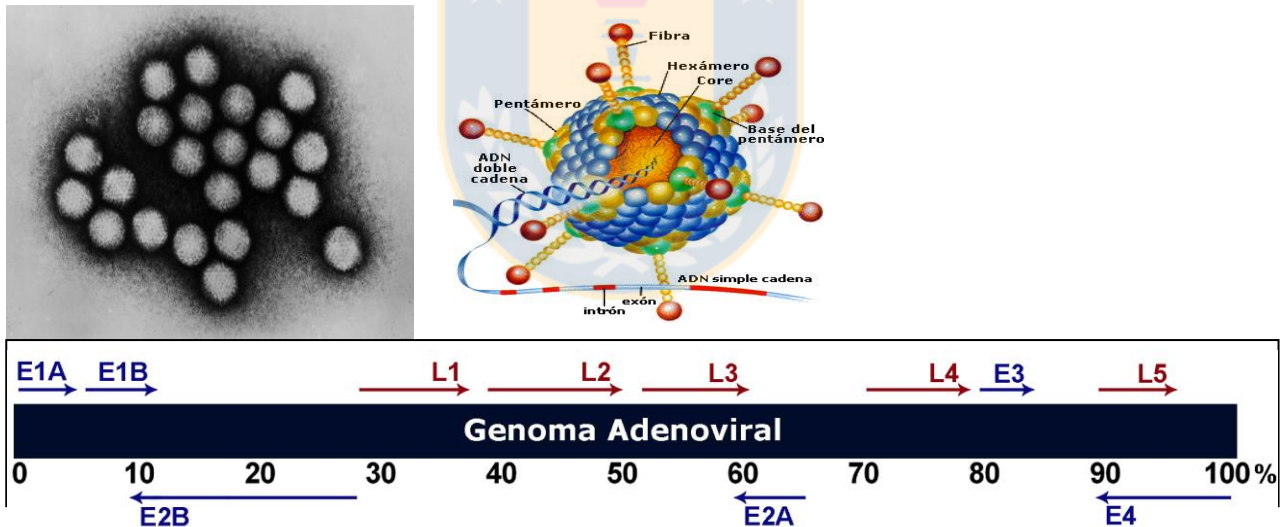 Fibra
Hexámero
Core
Pentámero
Base del
pentámero
ADN
doble
cadena
ADN simple cadena
exón
intrón
E1A E1B L1 L2 L3 L4 E3 L5
Genoma Adenoviral
0 10 20 30 40 50 60 70 80 90 100 %
E2B E2A E4